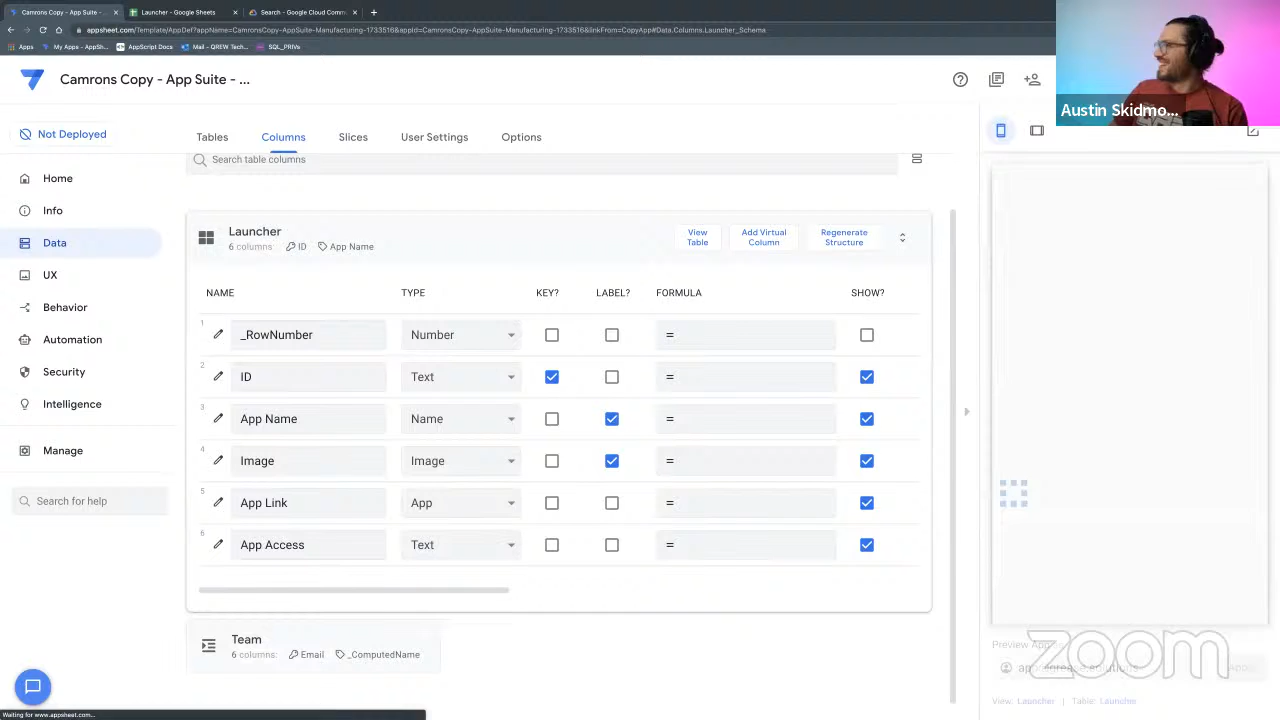 Camrons Copy - App Suite - Ap
Launcher - Google Sheets
Search - Google Cloud Comm
appsheet.com/Template/AppDef?appName=CamronsCopy-AppSuite-Manufacturing-1733516&appId=CamronsCopy-AppSuite-Manufacturing-1733516&linkFrom=CopyApp#Data.Columns.Launcher_Schema
Apps
My Apps - AppSh...
AppScript Docs
Mail - QREW Tech...
SQL_PRIVs
Camrons Copy - App Suite - ...
Austin Skidmo...
Not Deployed
Tables
Columns
Slices
User Settings
Options
Search table columns
Home
Info
Data
UX
Behavior
Automation
Security
Intelligence
Manage
Search for help
Launcher
6 columns: ID App Name
View Table
Add Virtual Column
Regenerate Structure
NAME TYPE KEY? LABEL? FORMULA SHOW?
1 _RowNumber Number =
2 ID Text =
3 App Name Name =
4 Image Image =
5 App Link App =
6 App Access Text =
Team
6 columns: Email _ComputedName
Preview App
zoom
View: Launcher | Table: Launcher
Waiting for www.appsheet.com...